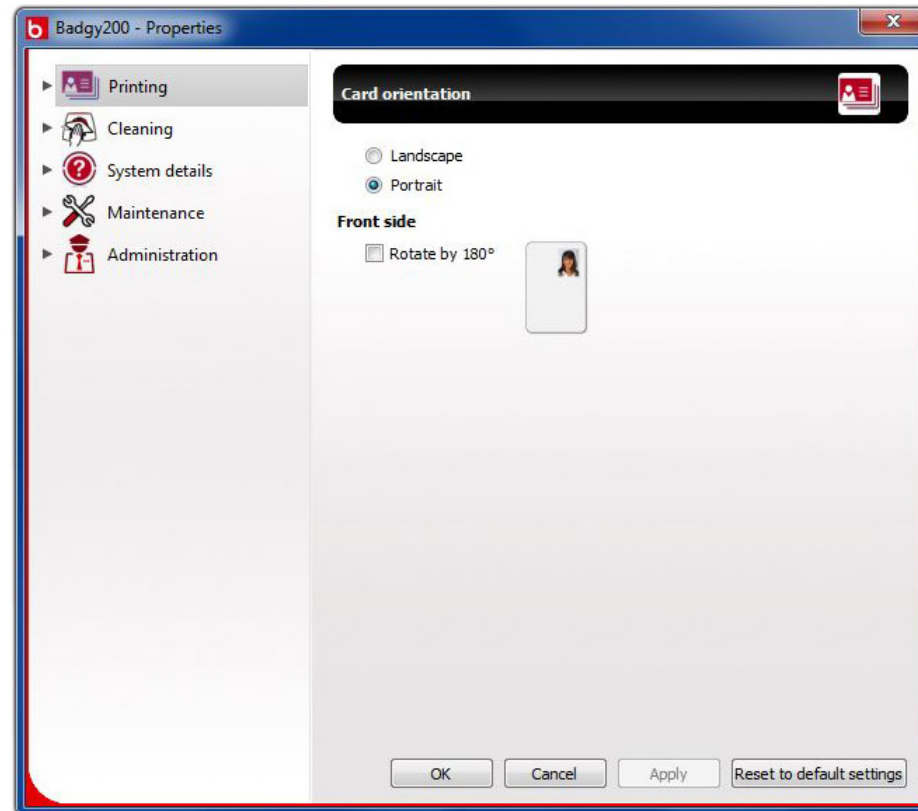 Badgy200 - Properties
Printing
Cleaning
System details
Maintenance
Administration
Card orientation
Landscape
Portrait
Front side
Rotate by 180°
OK
Cancel
Apply
Reset to default settings